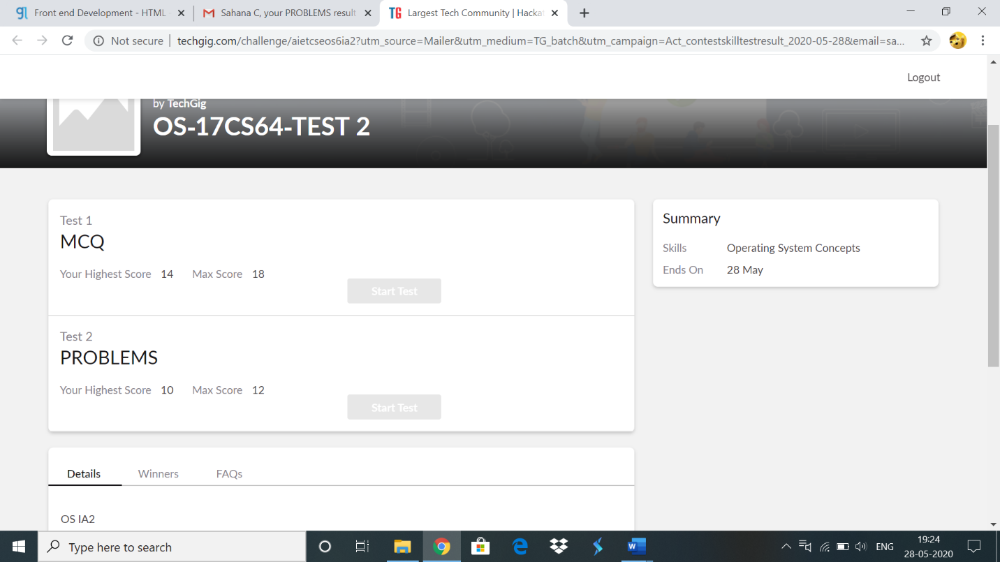 Front end Development - HTML
Sahana C, your PROBLEMS result
TG
Largest Tech Community | Hacka
Not secure
techgig.com/challenge/aietcseos6ia2?utm_source=Mailer&utm_medium=TG_batch&utm_campaign=Act_contestskilltestresult_2020-05-28&email=sa...
Logout
by TechGig
OS-17CS64-TEST 2
Test 1
MCQ
Your Highest Score 14 Max Score 18
Start Test
Test 2
PROBLEMS
Your Highest Score 10 Max Score 12
Start Test
Summary
Skills Operating System Concepts
Ends On 28 May
Details Winners FAQs
OS IA2
Type here to search
ENG
19:24
28-05-2020